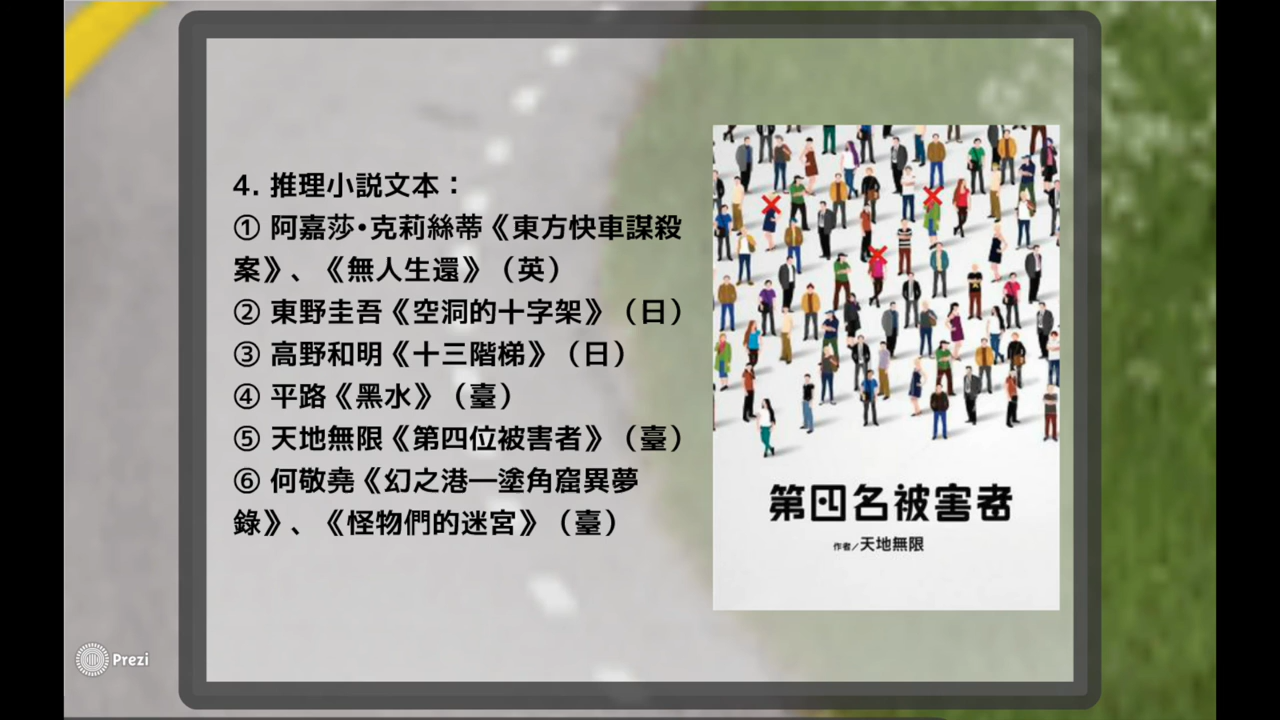 4. 推理小說文本：
① 阿嘉莎•克莉絲蒂《東方快車謀殺
案》、《無人生還》（英）
② 東野圭吾《空洞的十字架》（日）
③ 高野和明《十三階梯》（日）
④ 平路《黑水》（臺）
⑤ 天地無限《第四位被害者》（臺）
⑥ 何敬堯《幻之港—塗角窟異夢
錄》、《怪物們的迷宮》（臺）
第四名被害者
作者／天地無限
Prezi